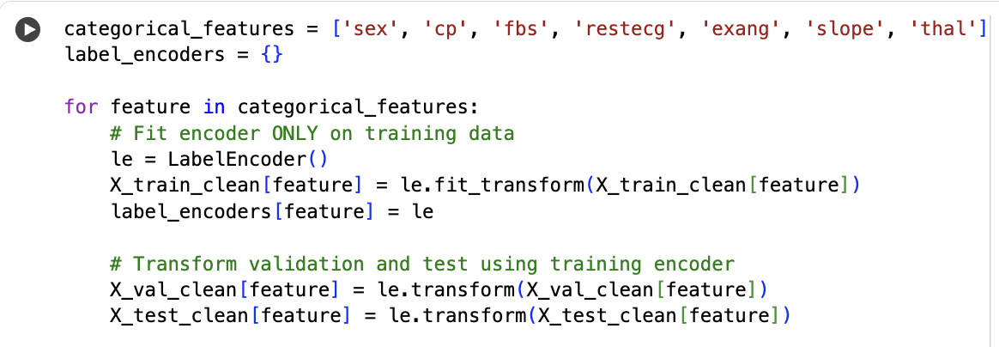 categorical_features = ['sex', 'cp', 'fbs', 'restecg', 'exang', 'slope', 'thal']
label_encoders = {}

for feature in categorical_features:
    # Fit encoder ONLY on training data
    le = LabelEncoder()
    X_train_clean[feature] = le.fit_transform(X_train_clean[feature])
    label_encoders[feature] = le

    # Transform validation and test using training encoder
    X_val_clean[feature] = le.transform(X_val_clean[feature])
    X_test_clean[feature] = le.transform(X_test_clean[feature])